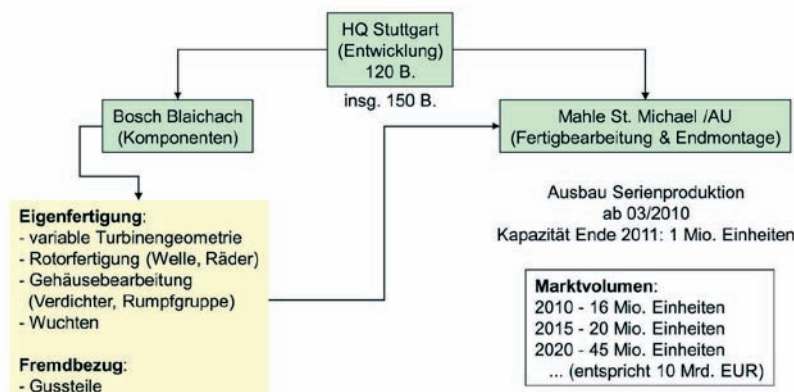 HQ Stuttgart
(Entwicklung)
120 B.
insg. 150 B.
Bosch Blaichach
(Komponenten)
Mahle St. Michael /AU
(Fertigbearbeitung & Endmontage)
Eigenfertigung:
- variable Turbinengeometrie
- Rotorfertigung (Welle, Räder)
- Gehäusebearbeitung
(Verdichter, Rumpfgruppe)
- Wuchten
Fremdbezug:
- Gussteile
Ausbau Serienproduktion
ab 03/2010
Kapazität Ende 2011: 1 Mio. Einheiten
Marktvolumen:
2010 - 16 Mio. Einheiten
2015 - 20 Mio. Einheiten
2020 - 45 Mio. Einheiten
... (entspricht 10 Mrd. EUR)